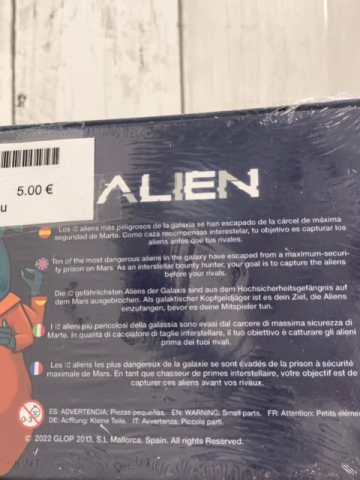 5.00 €
u
ALIEN
Los 10 aliens más peligrosos de la galaxia se han escapado de la cárcel de máxima
seguridad de Marte. Como caza recompensas interestelar, tu objetivo es capturar los
aliens antes que tus rivales.
Ten of the most dangerous aliens in the galaxy have escaped from a maximum-securi-
ty prison on Mars. As an interstellar bounty hunter, your goal is to capture the aliens
before your rivals.
Die 10 gefährlichsten Aliens der Galaxis sind aus dem Hochsicherheitsgefängnis auf
dem Mars ausgebrochen. Als galaktischer Kopfgeldjäger ist es dein Ziel, die Aliens
einzufangen, bevor es deine Mitspieler tun.
I 10 alieni più pericolosi della galassia sono evasi dal carcere di massima sicurezza di
Marte. In qualità di cacciatore di taglie interstellare, il tuo obiettivo è catturare gli alieni
prima dei tuoi rivali.
Les 10 aliens les plus dangereux de la galaxie se sont évadés de la prison à sécurité
maximale de Mars. En tant que chasseur de primes interstellaire, votre objectif est de
capturer ces aliens avant vos rivaux.
0-3
ES: ADVERTENCIA: Piezas pequeñas. EN: WARNING: Small parts. FR: Attention: Petits éléme
DE: Achtung: Kleine Teile. IT: Avvertenza: Piccole parti.
© 2022 GLOP 2013, S.L Mallorca, Spain. All rights Reserved.